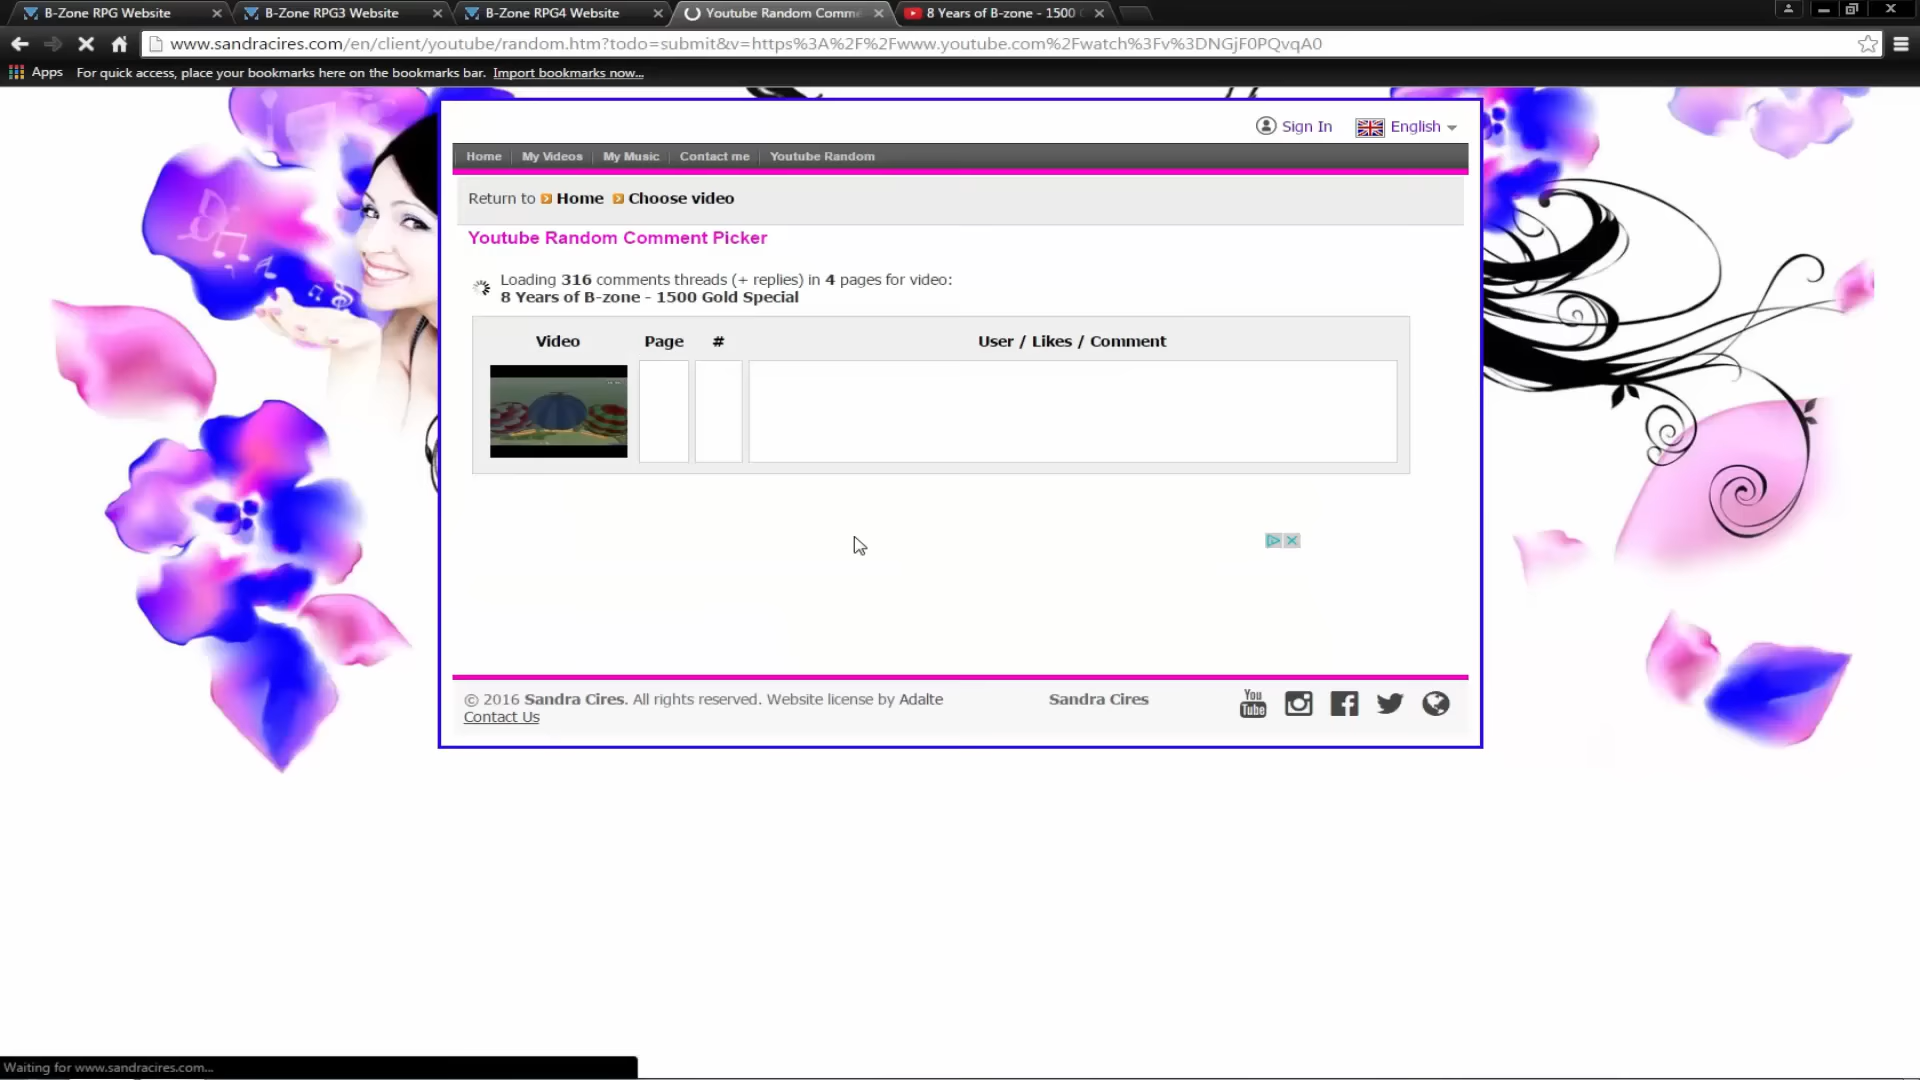 B-Zone RPG Website
B-Zone RPG3 Website
B-Zone RPG4 Website
Youtube Random Comm
8 Years of B-zone - 1500
www.sandracires.com/en/client/youtube/random.htm?todo=submit&v=https%3A%2F%2Fwww.youtube.com%2Fwatch%3Fv%3DNGjF0PQvqA0
Apps For quick access, place your bookmarks here on the bookmarks bar. Import bookmarks now...
Sign In English
Home My Videos My Music Contact me Youtube Random
Return to Home Choose video
Youtube Random Comment Picker
Loading 316 comments threads (+ replies) in 4 pages for video:
8 Years of B-zone - 1500 Gold Special
Video Page # User / Likes / Comment
© 2016 Sandra Cires. All rights reserved. Website license by Adalte
Contact Us
Sandra Cires
You
Tube
Waiting for www.sandracires.com...